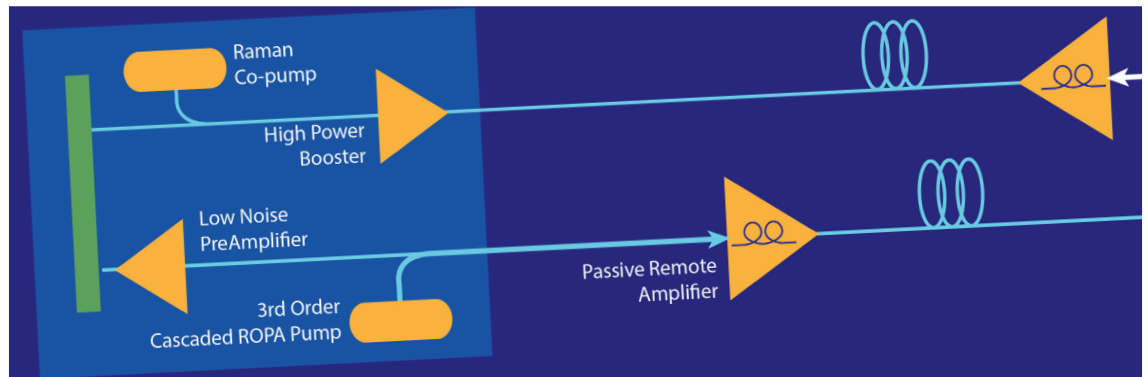 Raman
Co-pump
High Power
Booster
Low Noise
PreAmplifier
3rd Order
Cascaded ROPA Pump
Passive Remote
Amplifier